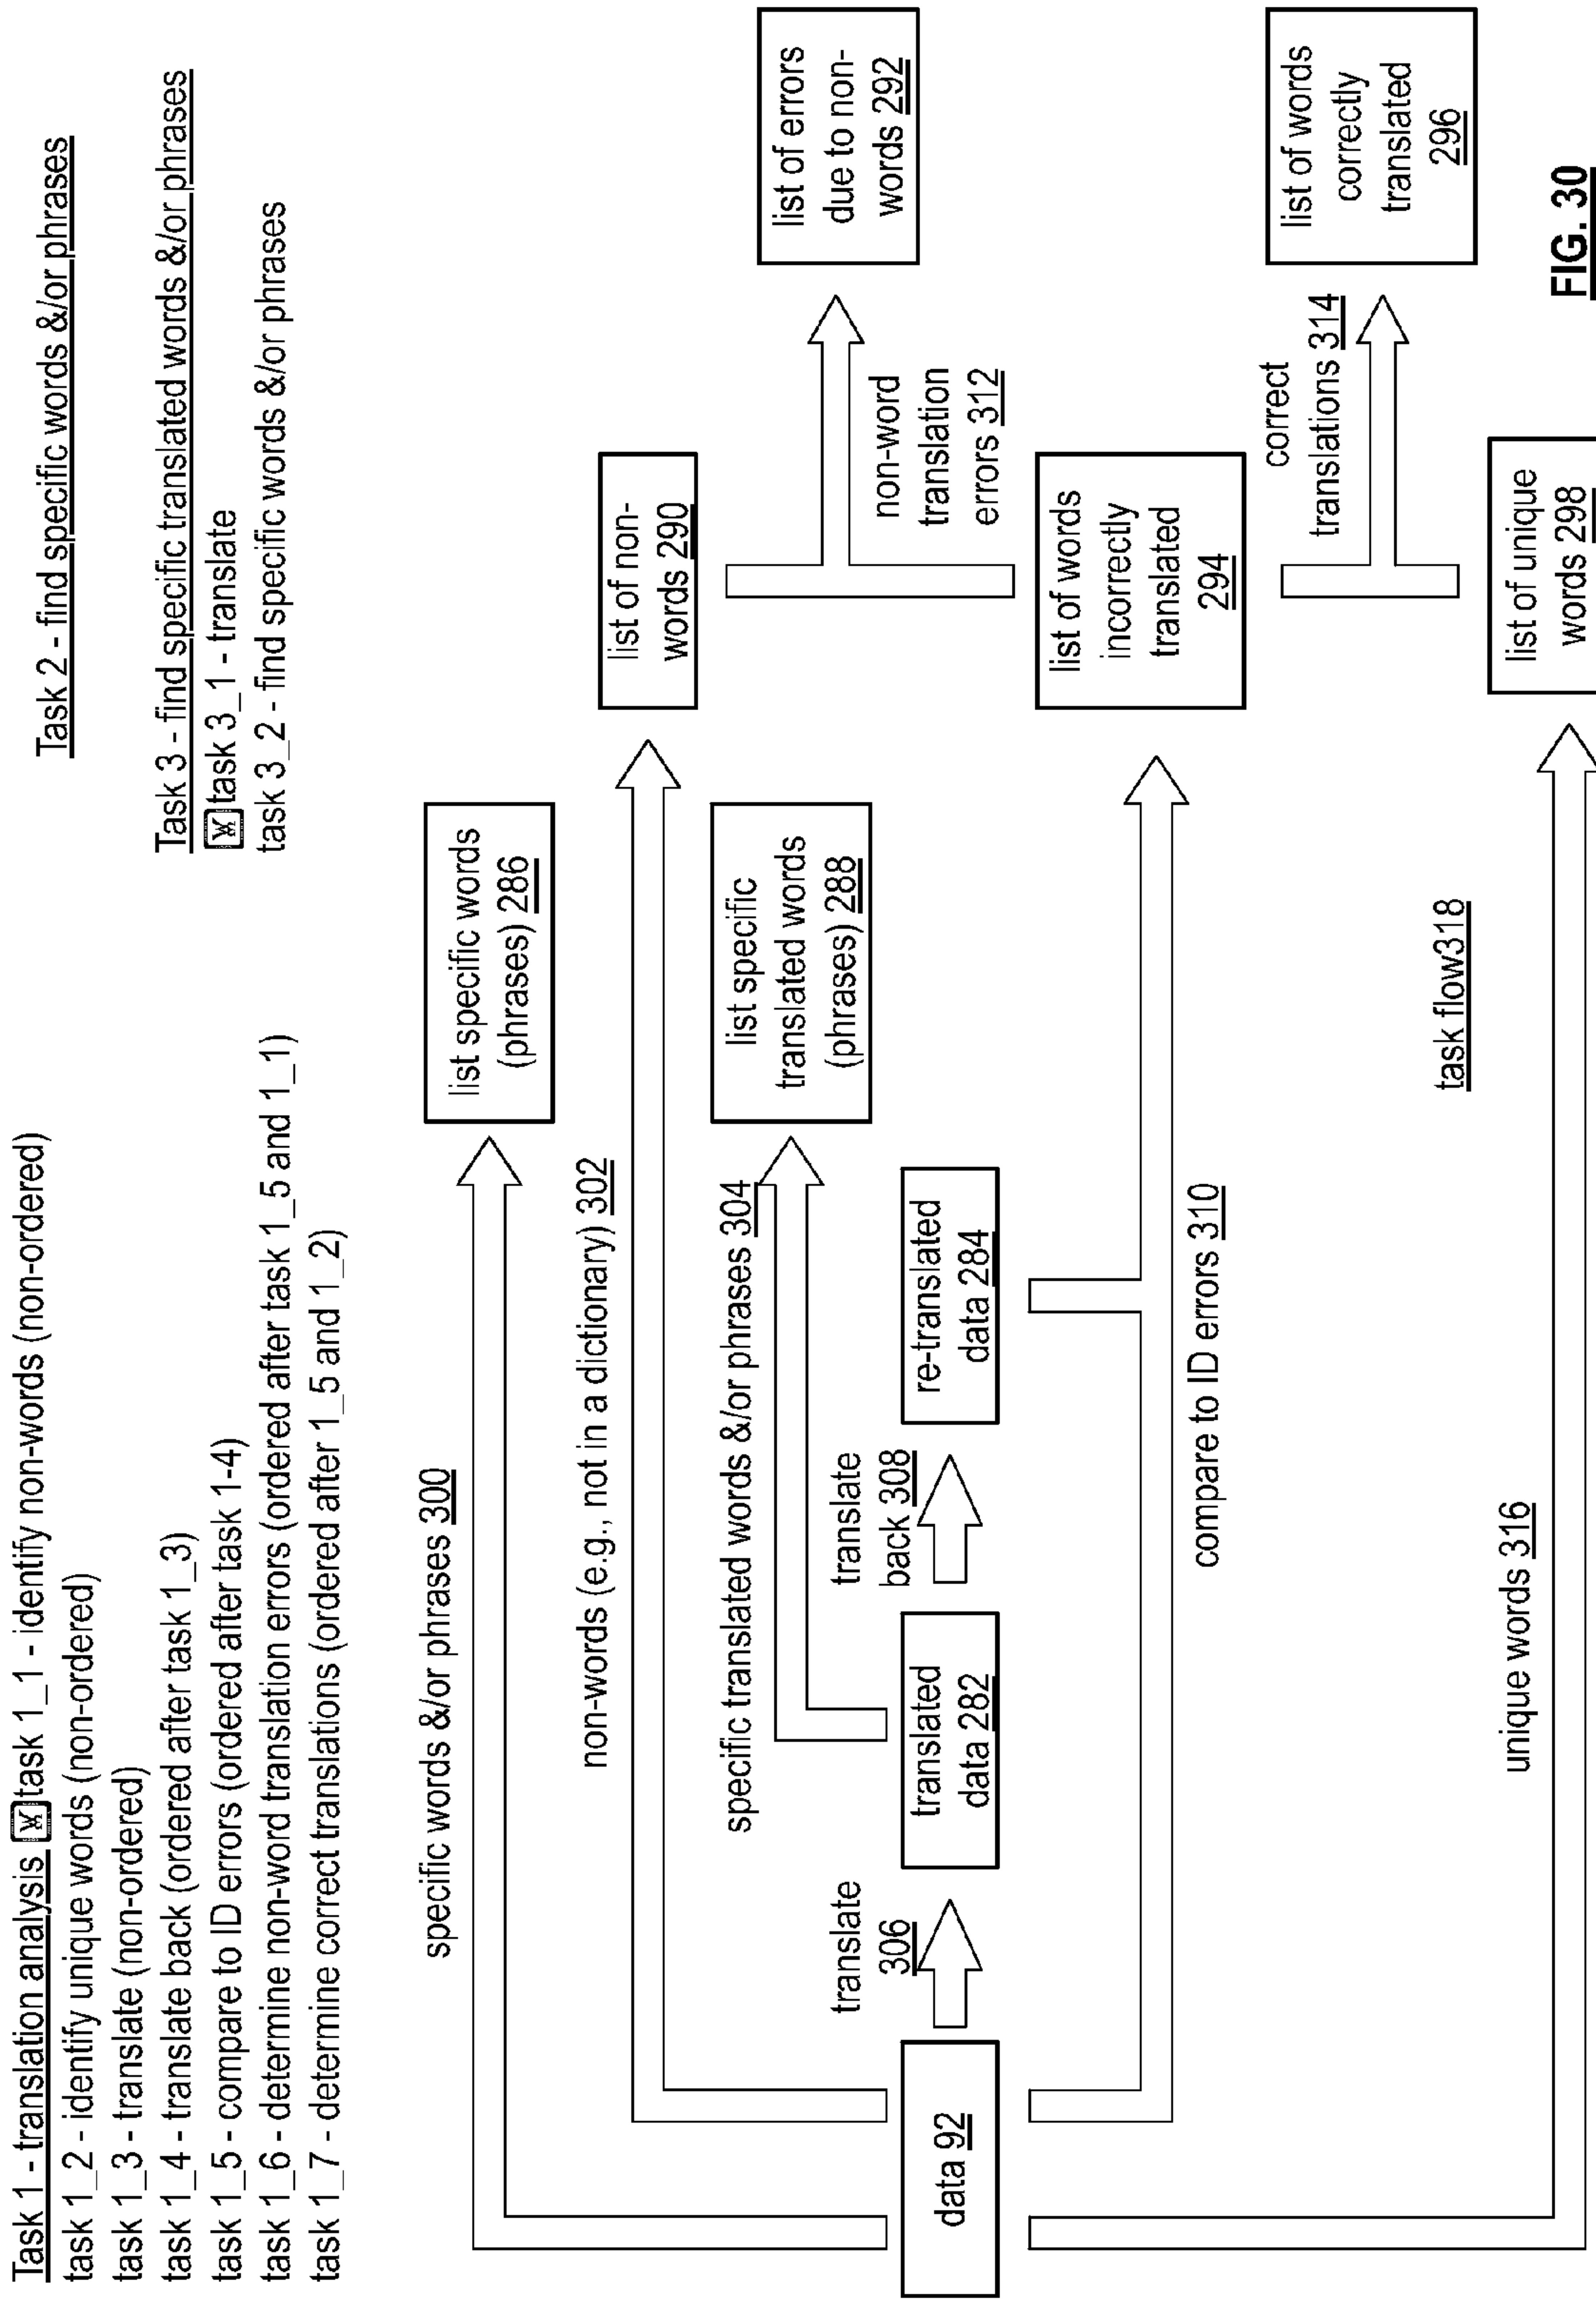 Task 1 - translation analysis task 1_1 - identify non-words (non-ordered)
task 1_2 - identify unique words (non-ordered)
task 1_3 - translate (non-ordered)
task 1_4 - translate back (ordered after task 1_3)
task 1_5 - compare to ID errors (ordered after task 1-4)
task 1_6 - determine non-word translation errors (ordered after task 1_5 and 1_1)
task 1_7 - determine correct translations (ordered after 1_5 and 1_2)
Task 2 - find specific words &/or phrases
Task 3 - find specific translated words &/or phrases
task 3_1 - translate
task 3_2 - find specific words &/or phrases
specific words &/or phrases 300
list specific words
(phrases) 286
non-words (e.g., not in a dictionary) 302
list of non-
words 290
specific translated words &/or phrases 304
list specific
translated words
(phrases) 288
list of errors
due to non-
words 292
non-word
translation
errors 312
data 92
translate
306
translated
data 282
translate
back 308
re-translated
data 284
compare to ID errors 310
list of words
incorrectly
translated
294
correct
translations 314
list of words
correctly
translated
296
unique words 316
task flow318
list of unique
words 298
FIG. 30